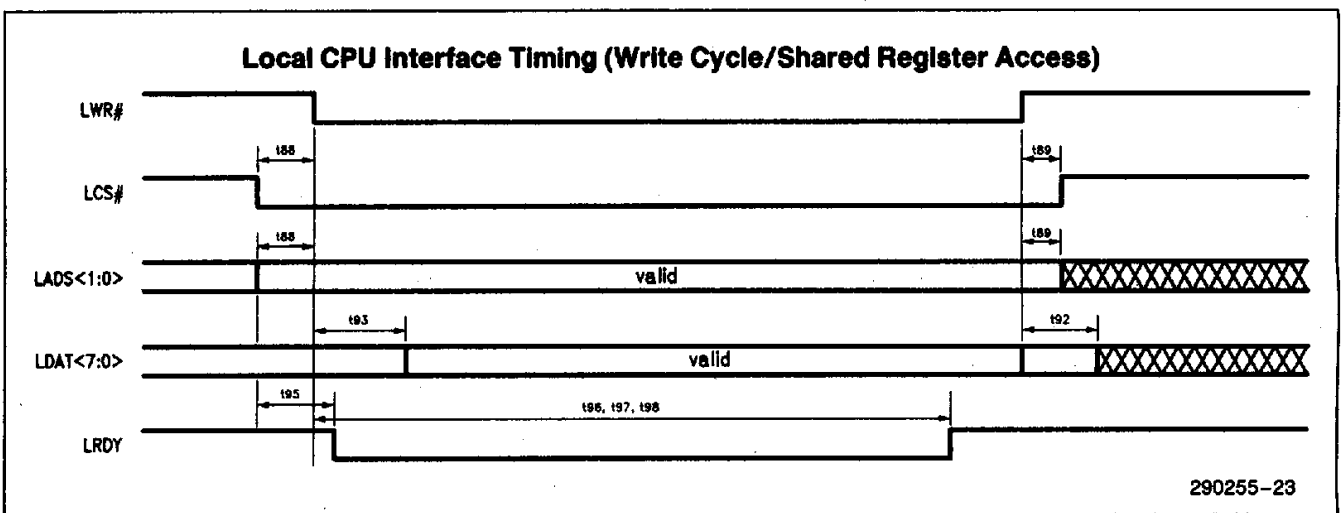 Local CPU Interface Timing (Write Cycle/Shared Register Access)
LWR#
t88
t89
LCS#
t88
t89
LADS<1:0>
valid
t93
t92
LDAT<7:0>
valid
t95
t96, t97, t98
LRDY
290255-23